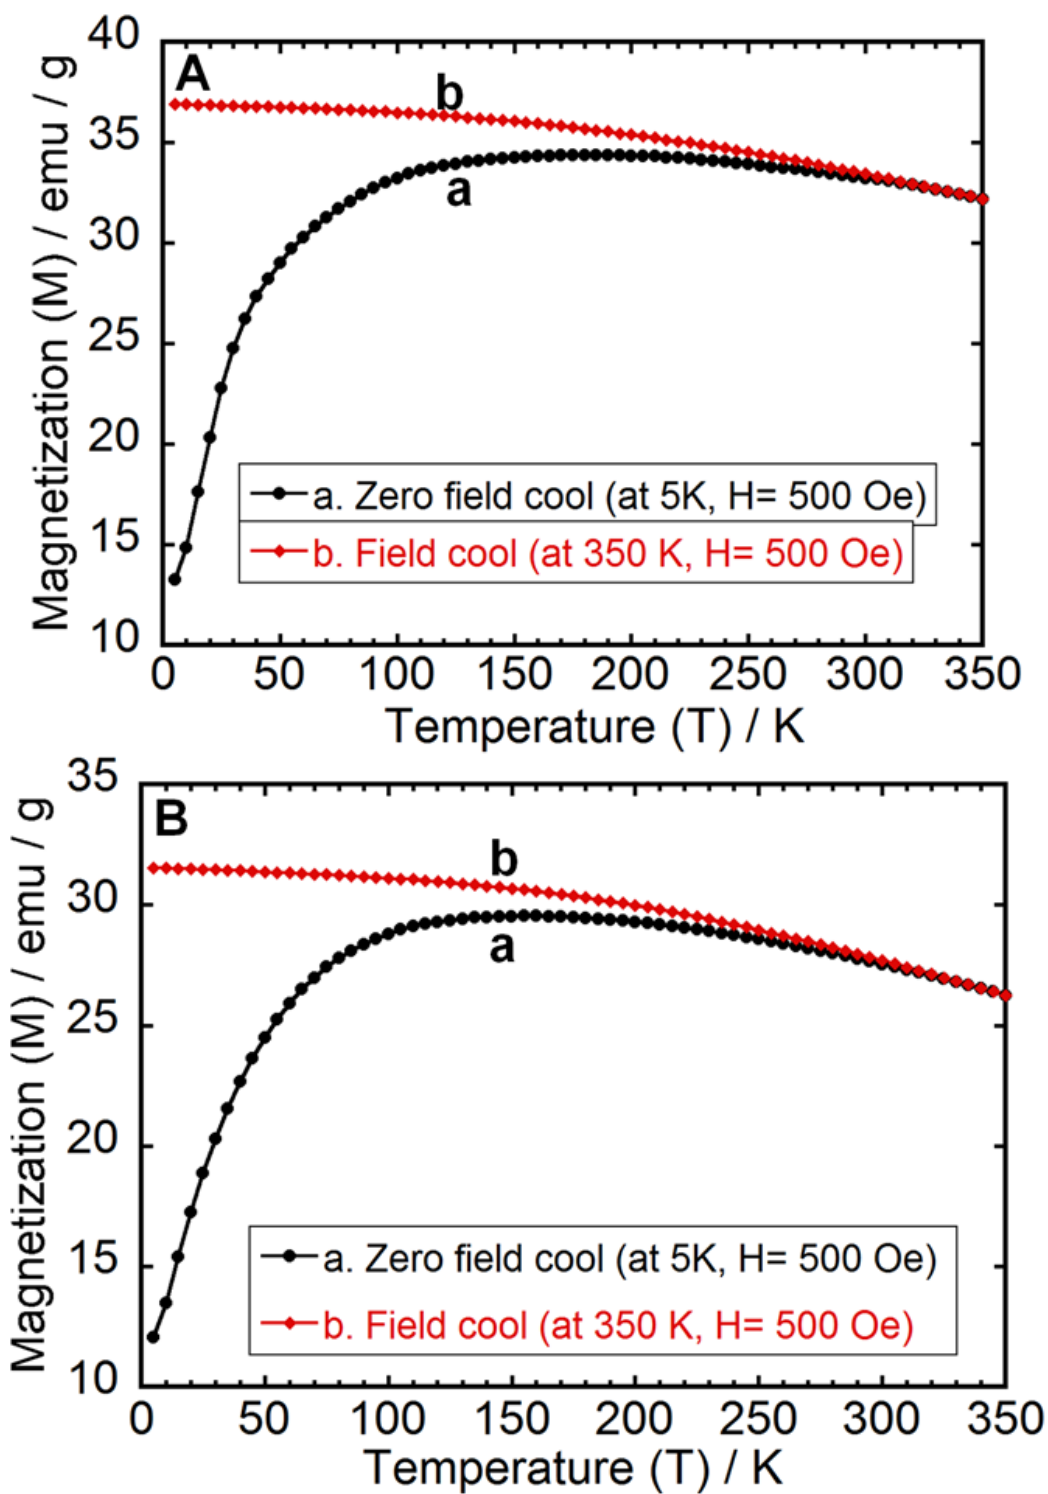 40
35
30
25
20
15
10
Magnetization (M) / emu / g
A
b
a
a. Zero field cool (at 5K, H= 500 Oe)
b. Field cool (at 350 K, H= 500 Oe)
0 50 100 150 200 250 300 350
Temperature (T) / K
35
30
25
20
15
10
Magnetization (M) / emu / g
B
b
a
a. Zero field cool (at 5K, H= 500 Oe)
b. Field cool (at 350 K, H= 500 Oe)
0 50 100 150 200 250 300 350
Temperature (T) / K